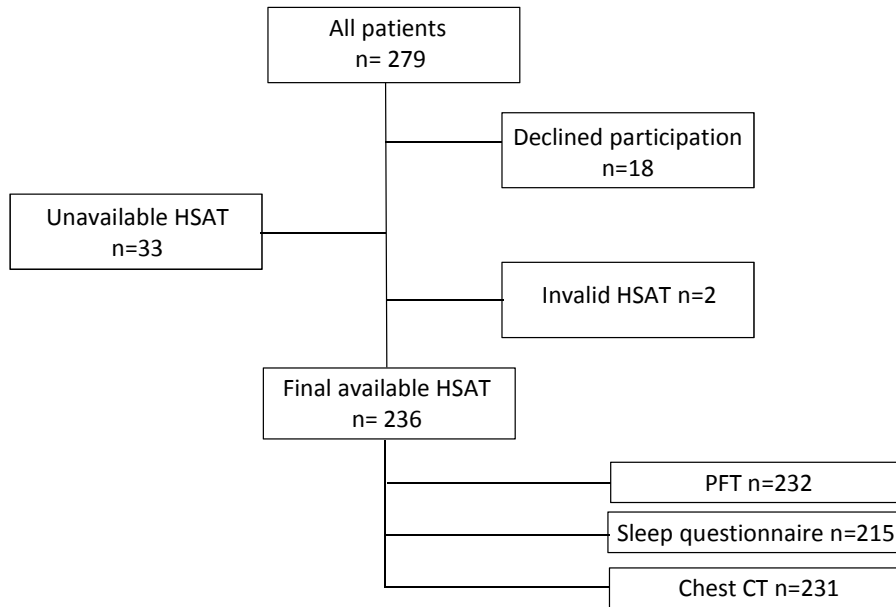 All patients
n= 279
Declined participation
n=18
Unavailable HSAT
n=33
Invalid HSAT n=2
Final available HSAT
n= 236
PFT n=232
Sleep questionnaire n=215
Chest CT n=231